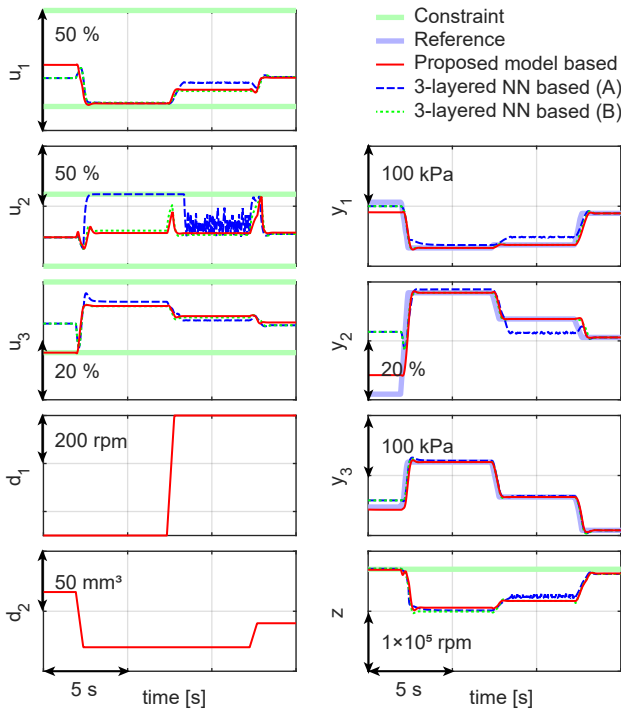 Constraint
Reference
Proposed model based
3-layered NN based (A)
3-layered NN based (B)
u1
50 %
u2
50 %
u3
20 %
d1
200 rpm
d2
50 mm³
5 s
time [s]
y1
100 kPa
y2
20 %
y3
100 kPa
z
1×10⁵ rpm
5 s
time [s]